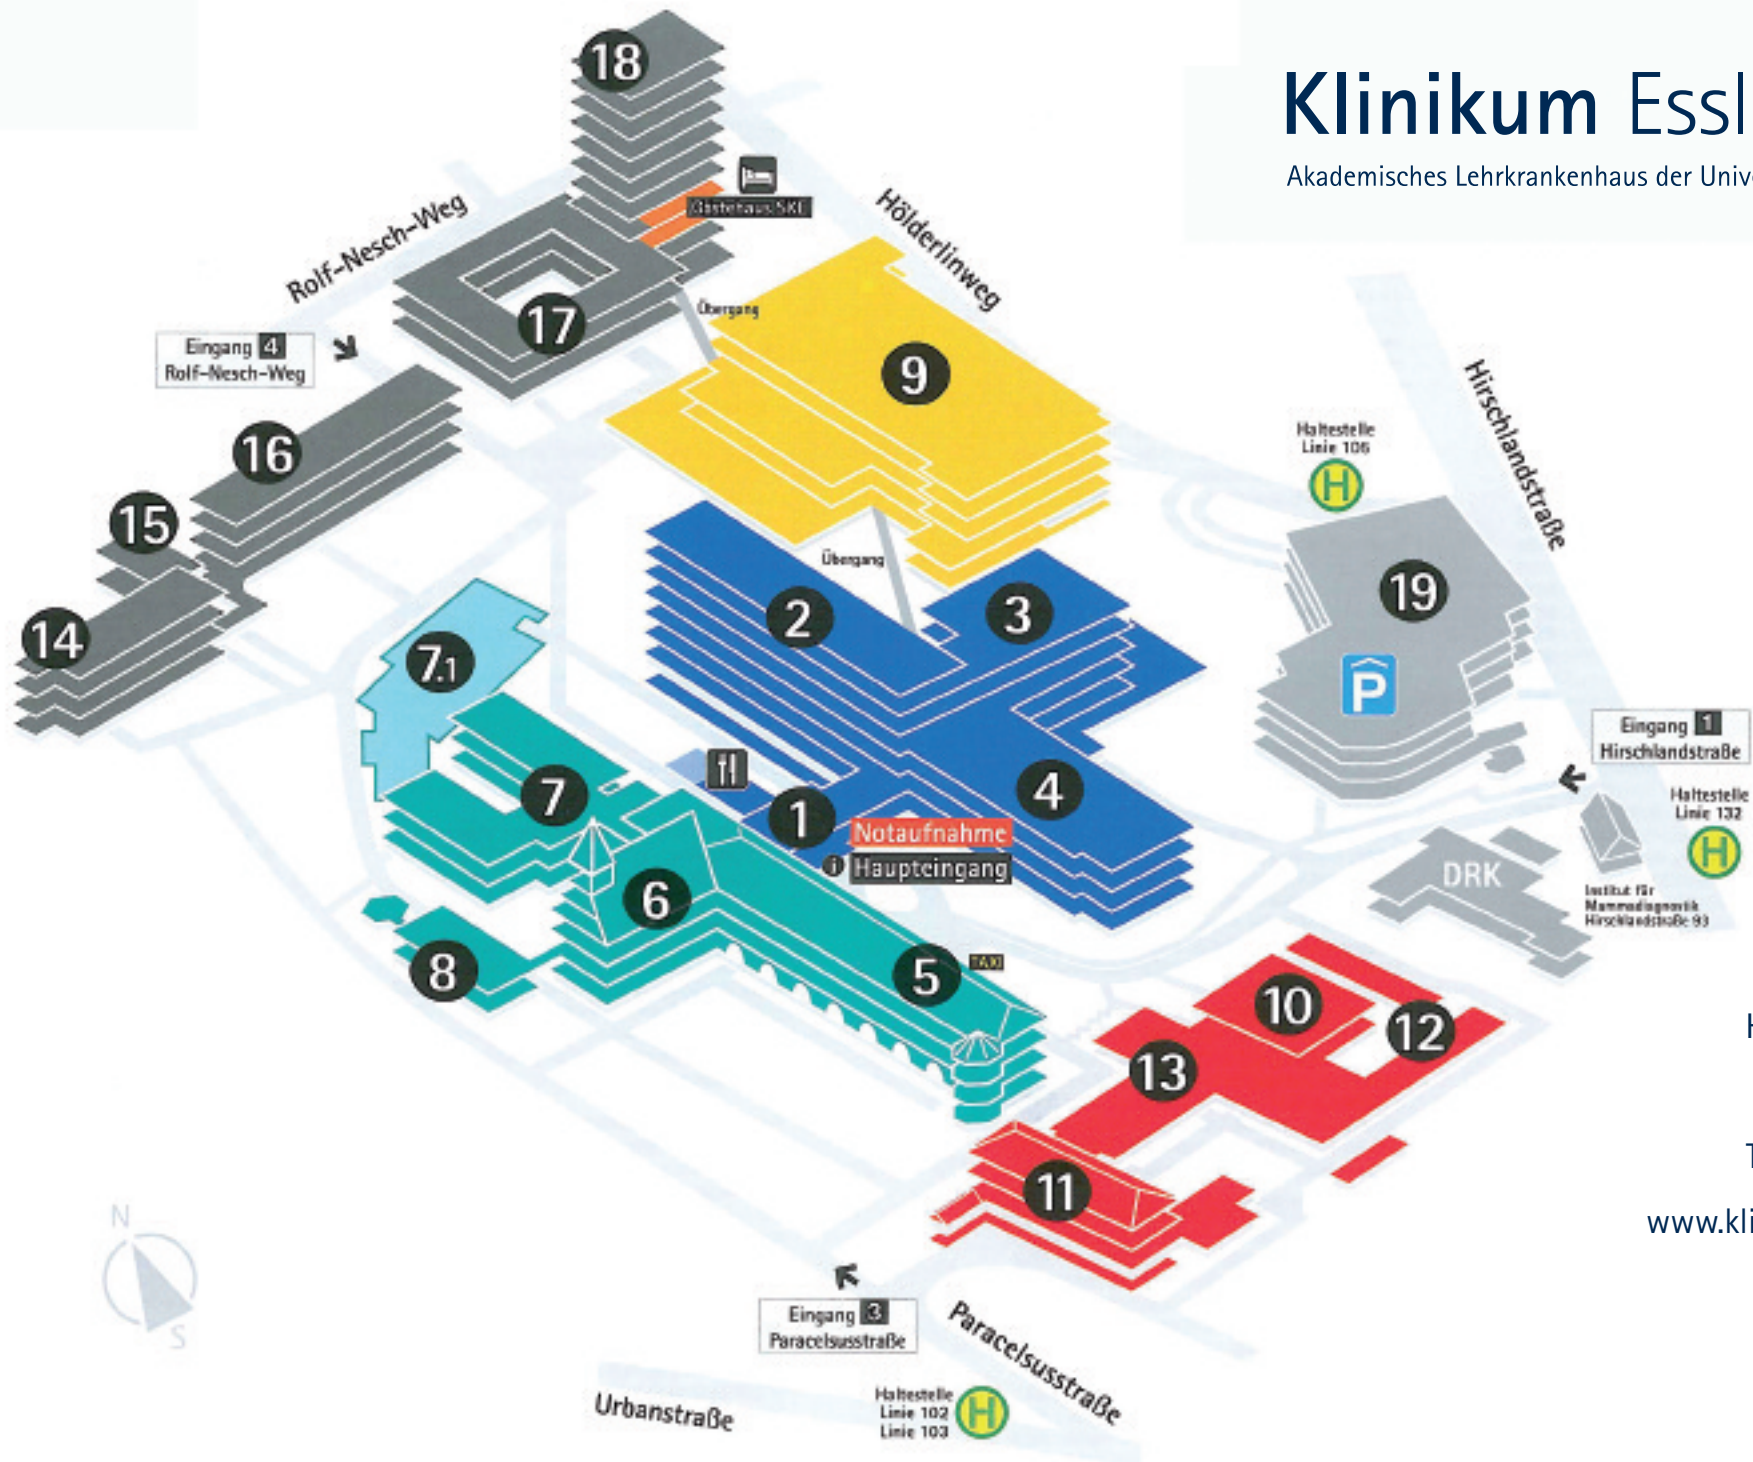 Klinikum Essl
Akademisches Lehrkrankenhaus der Unive
18
Gästehaus SKE
Rolf-Nesch-Weg
Hölderlinweg
17
Übergang
Eingang 4
Rolf-Nesch-Weg
9
16
Haltestelle
Linie 106
H
Hirschlandstraße
15
Übergang
19
14
2
3
7.1
P
Eingang 1
Hirschlandstraße
7
1
4
Haltestelle
Linie 132
H
Notaufnahme
i Haupteingang
DRK
Institut für
Mammadiagnostik
Hirschlandstraße 93
6
8
5
TAXI
10
12
13
11
N
S
www.kli
Eingang 3
Paracelsusstraße
Paracelsusstraße
Urbanstraße
Haltestelle
Linie 102
Linie 103
H